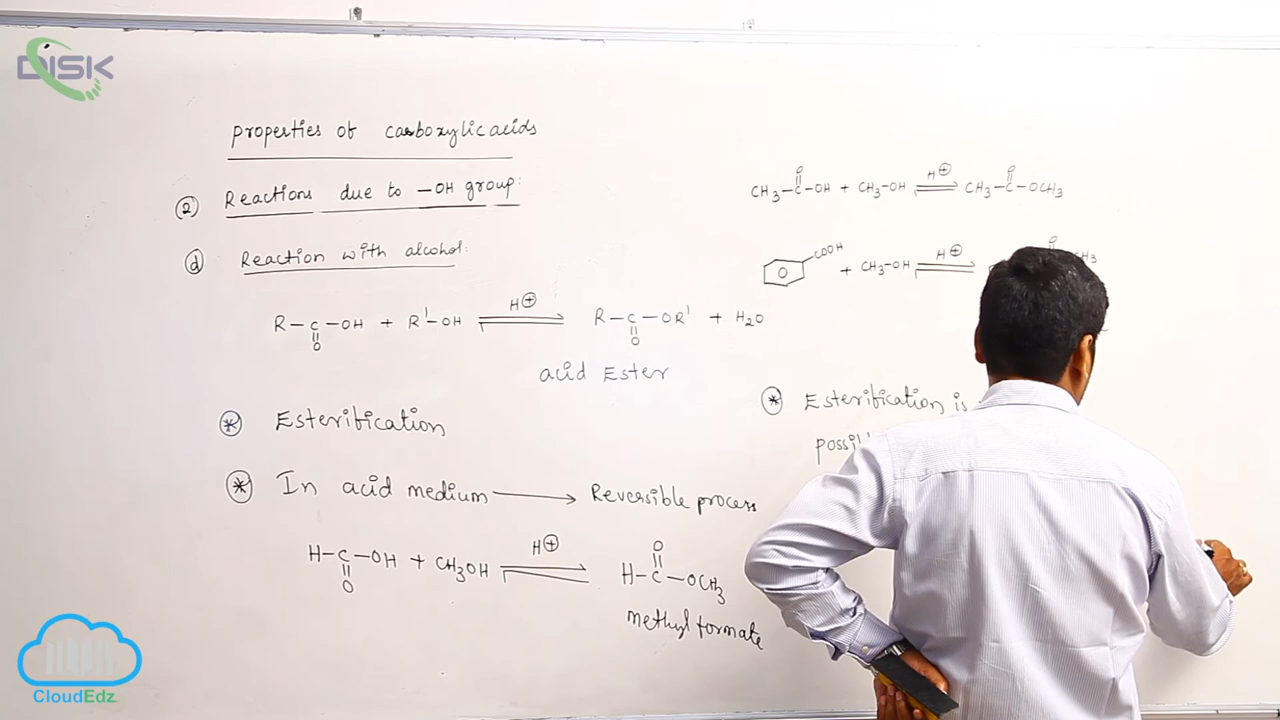 DISK
properties of carboxylic acids
② Reactions due to —OH group:
ⓓ Reaction with alcohol:
R—C—OH + R'—OH ⇌ R—C—OR' + H2O
H⊕
O
O
acid Ester
⊛ Esterification
⊛ In acid medium ⟶ Reversible process
H—C—OH + CH3OH ⇌ H—C—OCH3
H⊕
O
O
methyl formate
O
H⊕
O
CH3—C—OH + CH3—OH ⇌ CH3—C—OCH3
COOH
H⊕
O
+ CH3—OH ⇌
⊛ Esterification is
CloudEdz